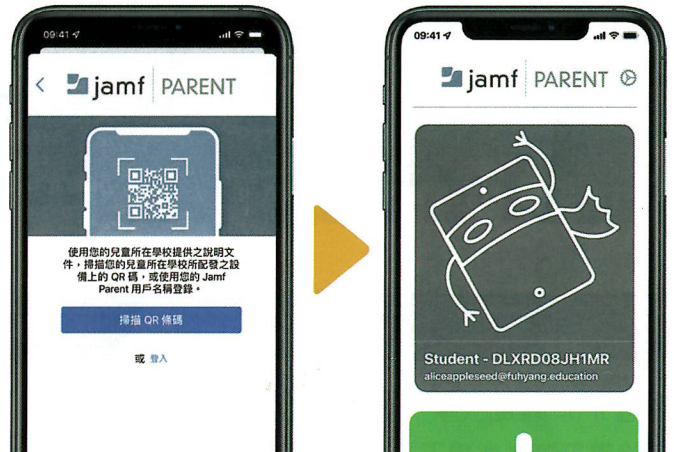 09:41
jamf PARENT
使用您的兒童所在學校提供之說明文
件,掃描您的兒童所在學校所配發之設
備上的 QR 碼,或使用您的 Jamf
Parent 用戶名稱登錄。
掃描 QR 條碼
或 登入
09:41
jamf PARENT
Student - DLXRD08JH1MR
aliceappleseed@fuhyang.education